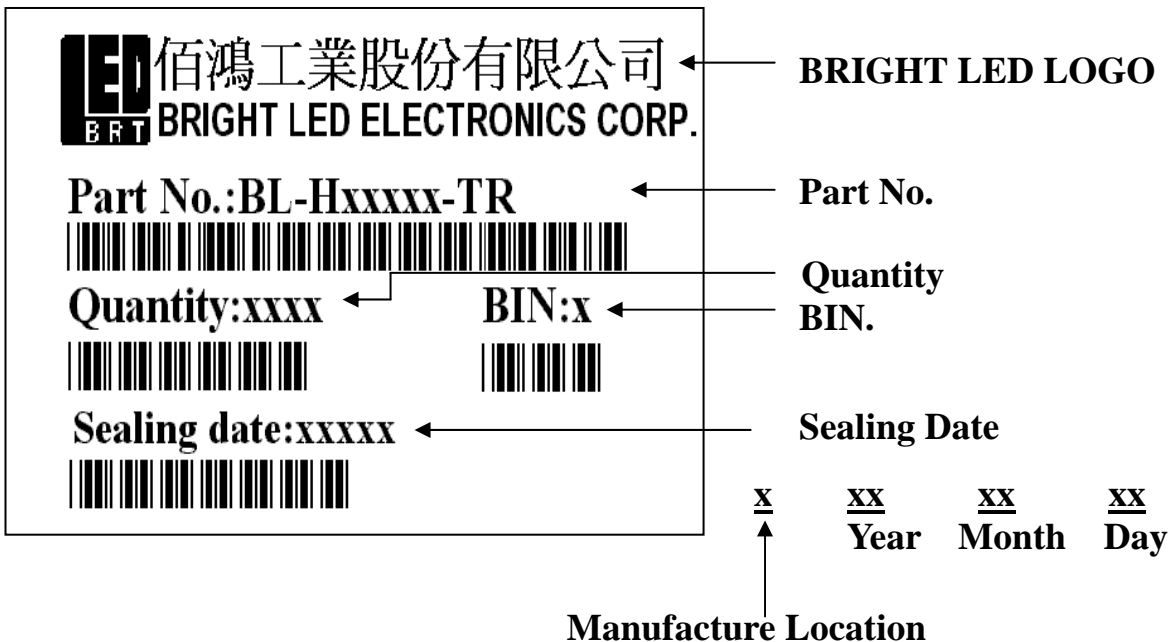 LED 佰鴻工業股份有限公司 BRIGHT LED LOGO
BRT BRIGHT LED ELECTRONICS CORP.
Part No.:BL-Hxxxxx-TR Part No.
Quantity
Quantity:xxxx BIN:x BIN.
Sealing date:xxxxx Sealing Date
x xx xx xx
Year Month Day
Manufacture Location